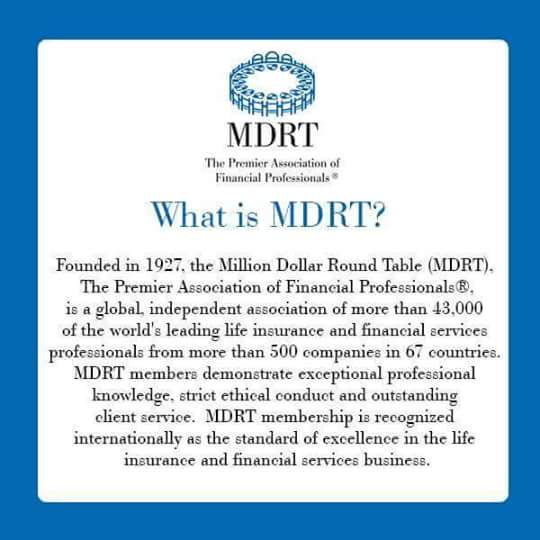 MDRT
The Premier Association of
Financial Professionals®
What is MDRT?
Founded in 1927, the Million Dollar Round Table (MDRT),
The Premier Association of Financial Professionals®,
is a global, independent association of more than 43,000
of the world's leading life insurance and financial services
professionals from more than 500 companies in 67 countries.
MDRT members demonstrate exceptional professional
knowledge, strict ethical conduct and outstanding
client service. MDRT membership is recognized
internationally as the standard of excellence in the life
insurance and financial services business.